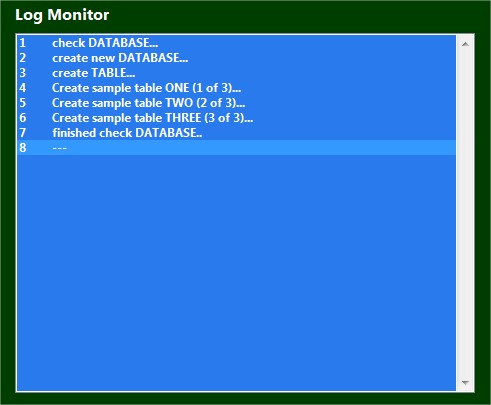 Log Monitor
1 check DATABASE...
2 create new DATABASE...
3 create TABLE...
4 Create sample table ONE (1 of 3)...
5 Create sample table TWO (2 of 3)...
6 Create sample table THREE (3 of 3)...
7 finished check DATABASE..
8 ---